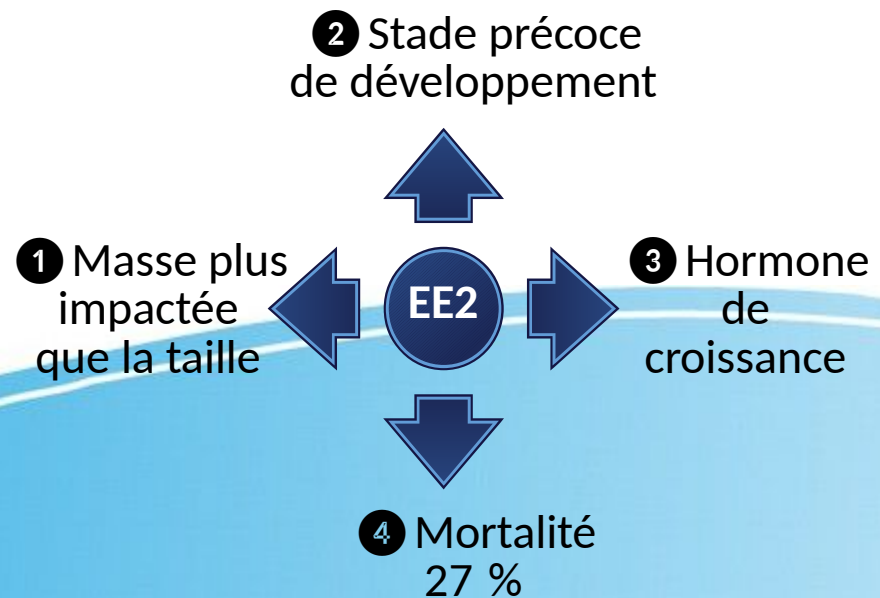 ❷ Stade précoce
de développement
❶ Masse plus
impactée
que la taille
EE2
❸ Hormone
de
croissance
❹ Mortalité
27 %